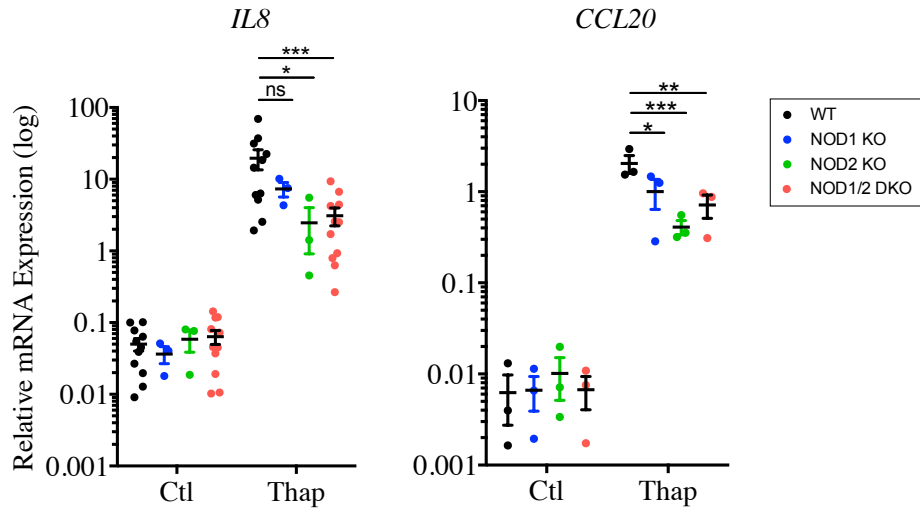 IL8
CCL20
Relative mRNA Expression (log)
100
10
1
0.1
0.01
0.001
***
*
ns
Ctl
Thap
10
1
0.1
0.01
0.001
**
***
*
Ctl
Thap
WT
NOD1 KO
NOD2 KO
NOD1/2 DKO